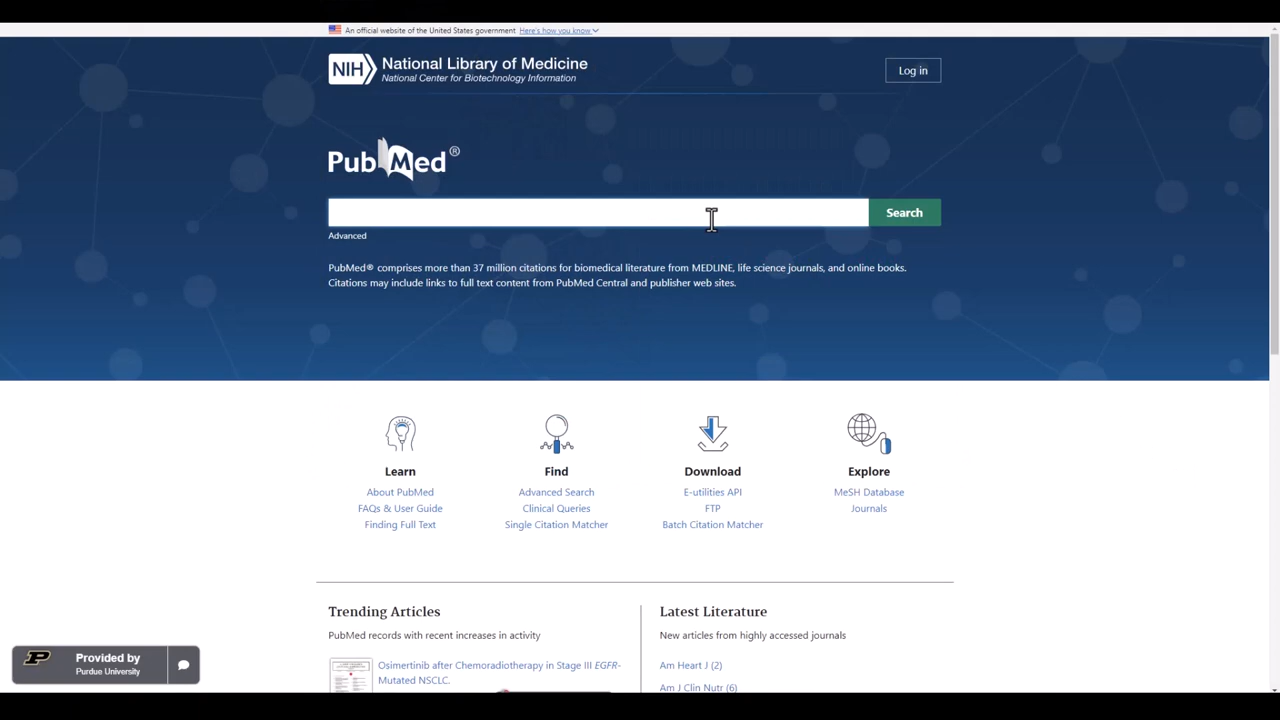 An official website of the United States government Here's how you know
NIH National Library of Medicine
National Center for Biotechnology Information
Log in
PubMed®
Search
Advanced
PubMed® comprises more than 37 million citations for biomedical literature from MEDLINE, life science journals, and online books.
Citations may include links to full text content from PubMed Central and publisher web sites.
Learn
About PubMed
FAQs & User Guide
Finding Full Text
Find
Advanced Search
Clinical Queries
Single Citation Matcher
Download
E-utilities API
FTP
Batch Citation Matcher
Explore
MeSH Database
Journals
Trending Articles
PubMed records with recent increases in activity
Osimertinib after Chemoradiotherapy in Stage III EGFR-
Mutated NSCLC.
Latest Literature
New articles from highly accessed journals
Am Heart J (2)
Am J Clin Nutr (6)
P Provided by
Purdue University